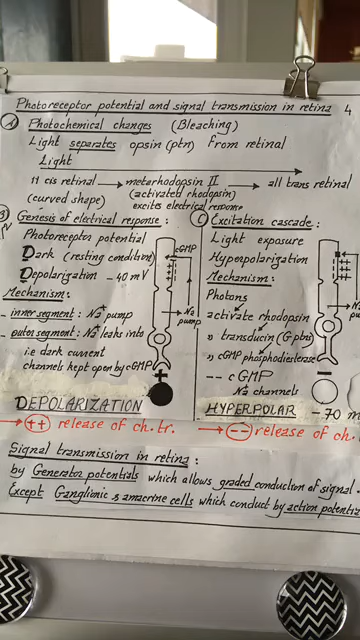 Photoreceptor potential and signal transmission in retina 4
A Photochemical changes (Bleaching)
Light separates opsin (ptn) from retinal
Light
11 cis retinal → metarhodopsin II → all trans retinal
(curved shape) (activated rhodopsin)
excites electrical response
B Genesis of electrical response:
Photoreceptor potential
Dark (resting condition)
Depolarization -40 mV
Mechanism:
- inner segment: Na+ pump
- outer segment: Na+ leaks into
i.e dark current
channels kept open by cGMP
cGMP
Na+
pump
+
DEPOLARIZATION
→ (++) release of ch.tr.
C Excitation cascade:
Light exposure
Hyperpolarization
Mechanism:
Photons
activate rhodopsin
" transducin (G ptns)
" cGMP phosphodiesterase
-- cGMP
Na channels
Na
pump
HYPERPOLAR -70 m
→ (--) release of ch.
Signal transmission in retina:
by Generator potentials which allows graded conduction of signal.
Except Ganglionic & amacrine cells which conduct by action potentia